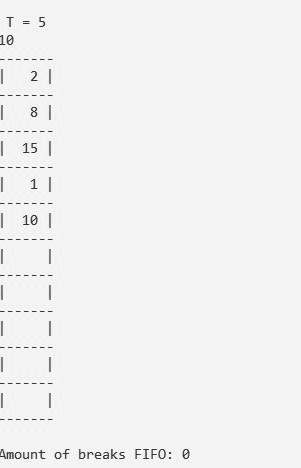 T = 5
10
-------
|   2 |
-------
|   8 |
-------
|  15 |
-------
|   1 |
-------
|  10 |
-------
|     |
-------
|     |
-------
|     |
-------
|     |
-------
|     |
-------
Amount of breaks FIFO: 0